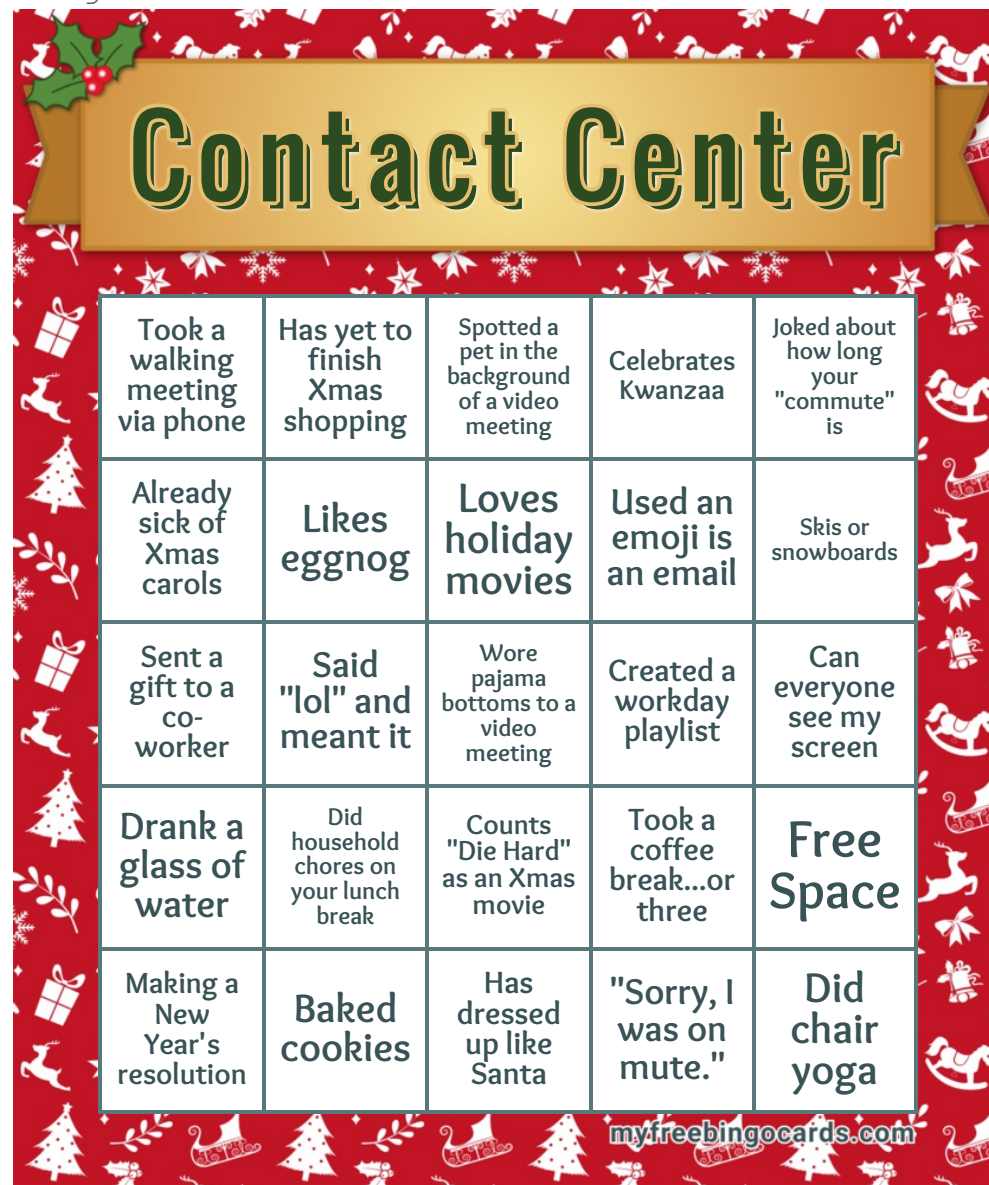 Contact Center
Took a
walking
meeting
via phone
Has yet to
finish
Xmas
shopping
Spotted a
pet in the
background
of a video
meeting
Celebrates
Kwanzaa
Joked about
how long
your
"commute"
is
Already
sick of
Xmas
carols
Likes
eggnog
Loves
holiday
movies
Used an
emoji is
an email
Skis or
snowboards
Sent a
gift to a
co-
worker
Said
"lol" and
meant it
Wore
pajama
bottoms to a
video
meeting
Created a
workday
playlist
Can
everyone
see my
screen
Drank a
glass of
water
Did
household
chores on
your lunch
break
Counts
"Die Hard"
as an Xmas
movie
Took a
coffee
break...or
three
Free
Space
Making a
New
Year's
resolution
Baked
cookies
Has
dressed
up like
Santa
"Sorry, I
was on
mute."
Did
chair
yoga
myfreebingocards.com